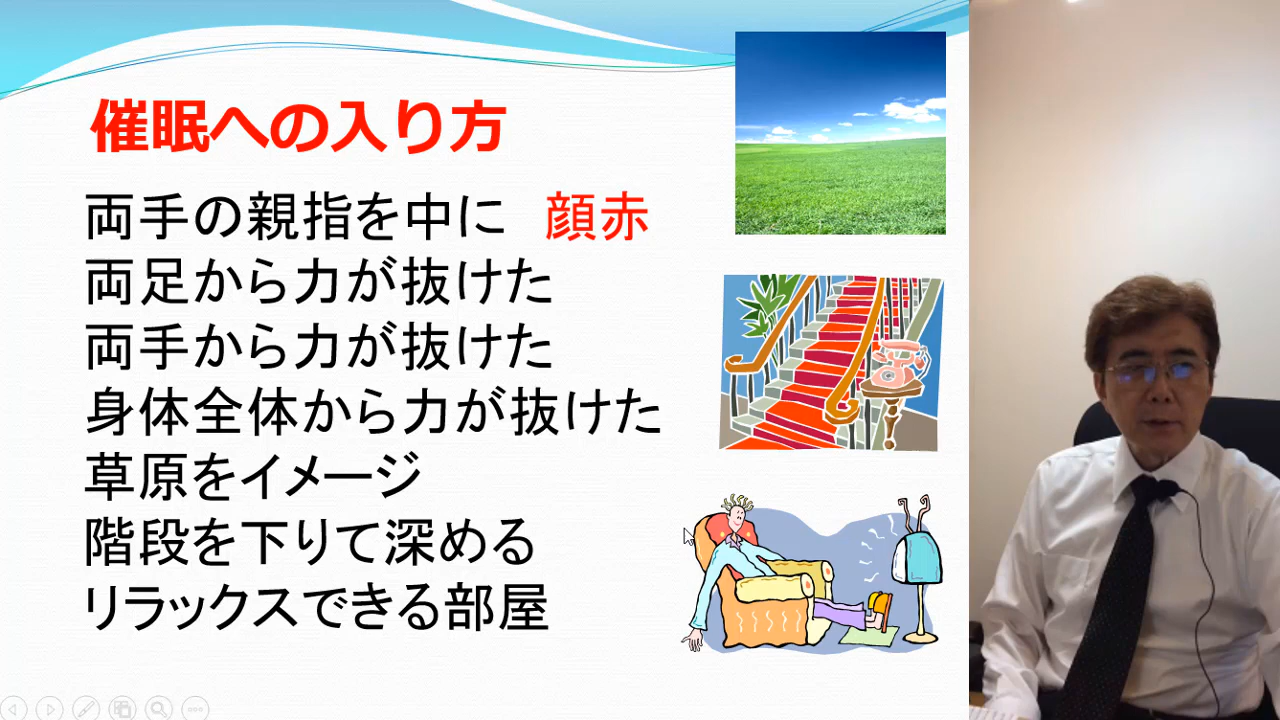 催眠への入り方
両手の親指を中に　顔赤
両足から力が抜けた
両手から力が抜けた
身体全体から力が抜けた
草原をイメージ
階段を下りて深める
リラックスできる部屋